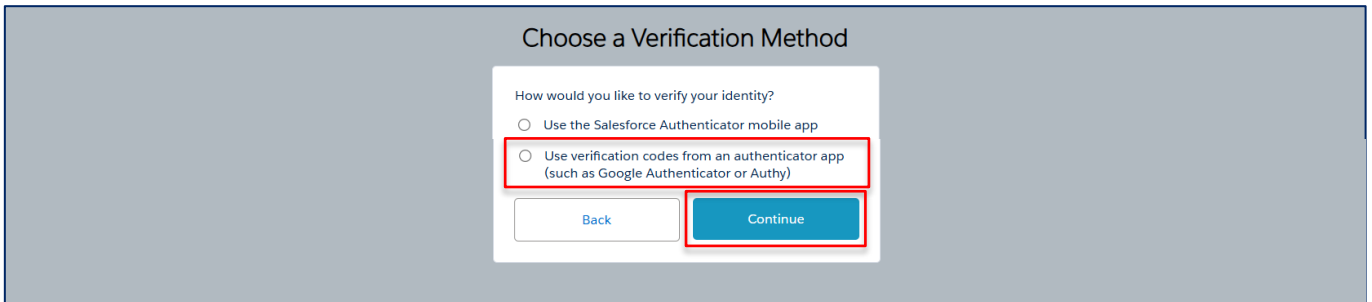 Choose a Verification Method
How would you like to verify your identity?
Use the Salesforce Authenticator mobile app
Use verification codes from an authenticator app
(such as Google Authenticator or Authy)
Back
Continue